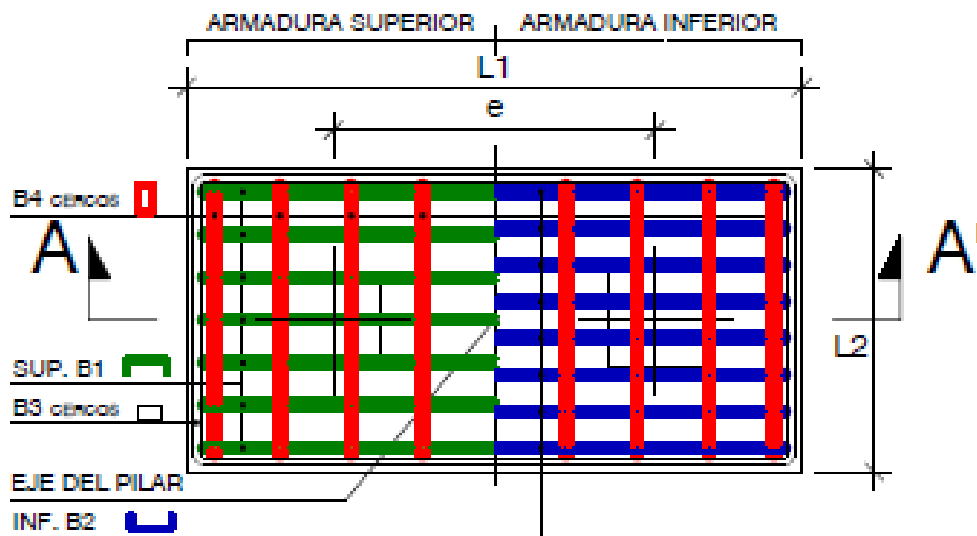 ARMADURA SUPERIOR ARMADURA INFERIOR
L1
e
B4 CERCOS
A A'
L2
SUP. B1
B3 CERCOS
EJE DEL PILAR
INF. B2